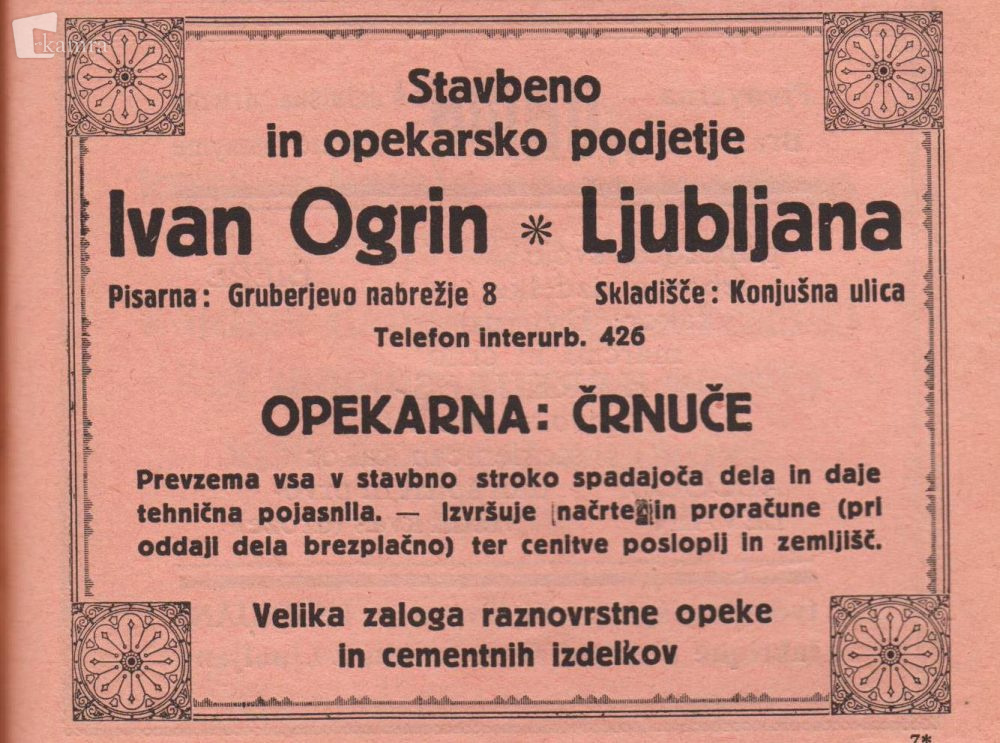 kamra
Stavbeno
in opekarsko podjetje
Ivan Ogrin * Ljubljana
Pisarna: Gruberjevo nabrežje 8 Skladišče: Konjušna ulica
Telefon interurb. 426
OPEKARNA: ČRNUČE
Prevzema vsa v stavbno stroko spadajoča dela in daje
tehnična pojasnila. — Izvršuje načrte in proračune (pri
oddaji dela brezplačno) ter cenitve poslopij in zemljišč.
Velika zaloga raznovrstne opeke
in cementnih izdelkov
7*